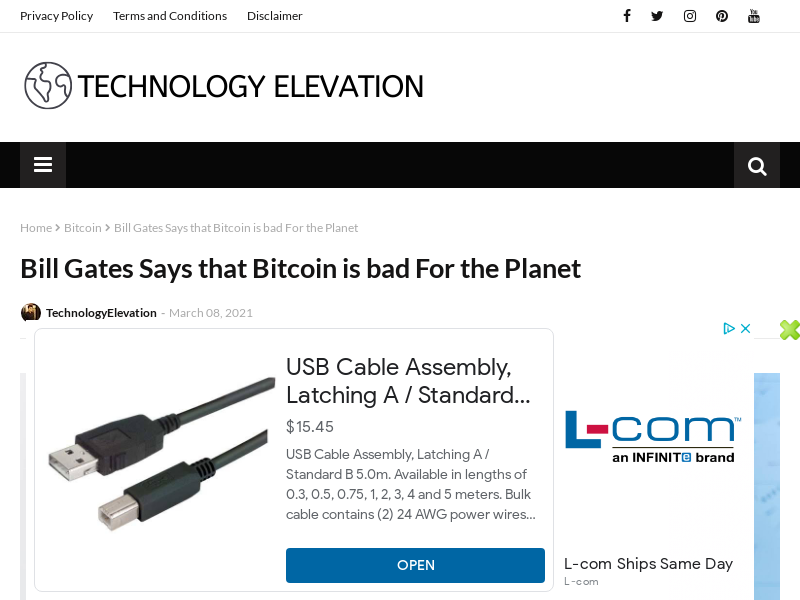 Privacy Policy Terms and Conditions Disclaimer
TECHNOLOGY ELEVATION
Home > Bitcoin > Bill Gates Says that Bitcoin is bad For the Planet
Bill Gates Says that Bitcoin is bad For the Planet
TechnologyElevation - March 08, 2021
USB Cable Assembly,
Latching A / Standard...
$15.45
USB Cable Assembly, Latching A /
Standard B 5.0m. Available in lengths of
0.3, 0.5, 0.75, 1, 2, 3, 4 and 5 meters. Bulk
cable contains (2) 24 AWG power wires...
OPEN
L-com™
an INFINITe brand
L-com Ships Same Day
L-com